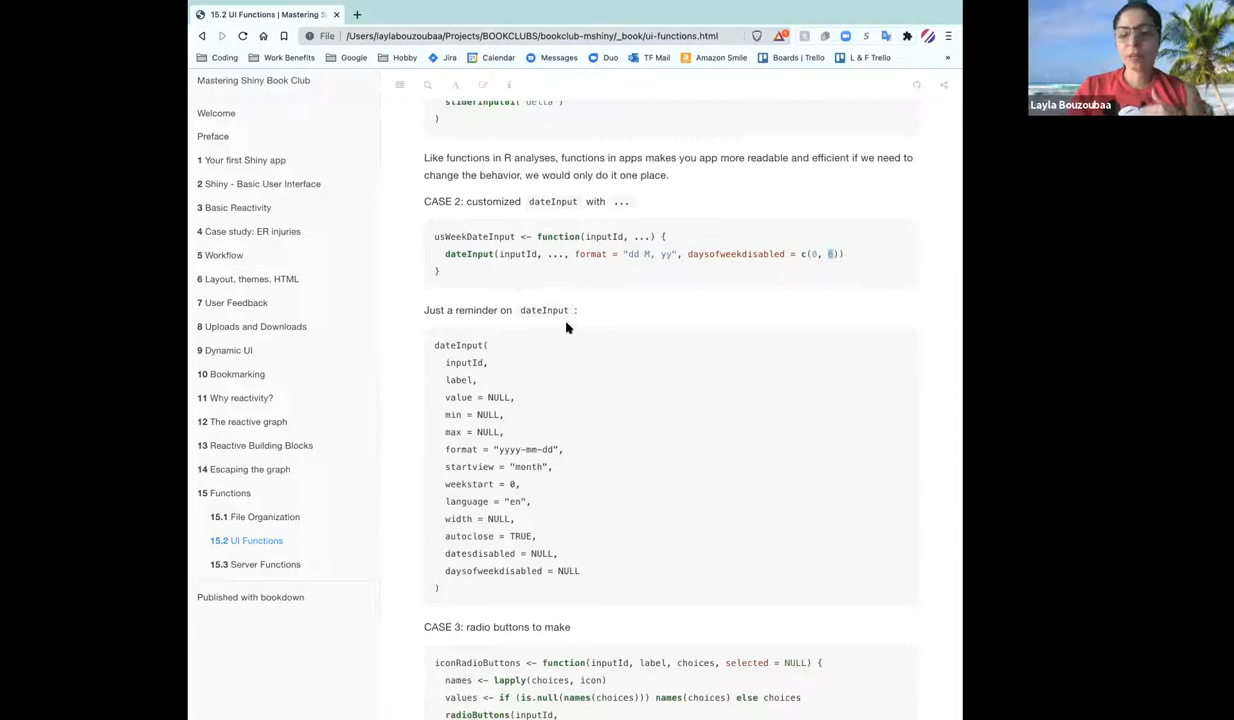 15.2 UI Functions | Mastering S
File /Users/laylabouzoubaa/Projects/BOOKCLUBS/bookclub-mshiny/_book/ui-functions.html
Coding Work Benefits Google Hobby Jira Calendar Messages Duo TF Mail Amazon Smile Boards | Trello L & F Trello »
Layla Bouzoubaa
Mastering Shiny Book Club
Welcome
Preface
1 Your first Shiny app
2 Shiny - Basic User Interface
3 Basic Reactivity
4 Case study: ER injuries
5 Workflow
6 Layout, themes, HTML
7 User Feedback
8 Uploads and Downloads
9 Dynamic UI
10 Bookmarking
11 Why reactivity?
12 The reactive graph
13 Reactive Building Blocks
14 Escaping the graph
15 Functions
15.1 File Organization
15.2 UI Functions
15.3 Server Functions
Published with bookdown
sliderInput01("delta")
)
Like functions in R analyses, functions in apps makes you app more readable and efficient if we need to
change the behavior, we would only do it one place.
CASE 2: customized dateInput with ...
usWeekDateInput <- function(inputId, ...) {
dateInput(inputId, ..., format = "dd M, yy", daysofweekdisabled = c(0, 6))
}
Just a reminder on dateInput :
dateInput(
inputId,
label,
value = NULL,
min = NULL,
max = NULL,
format = "yyyy-mm-dd",
startview = "month",
weekstart = 0,
language = "en",
width = NULL,
autoclose = TRUE,
datesdisabled = NULL,
daysofweekdisabled = NULL
)
CASE 3: radio buttons to make
iconRadioButtons <- function(inputId, label, choices, selected = NULL) {
names <- lapply(choices, icon)
values <- if (is.null(names(choices))) names(choices) else choices
radioButtons(inputId,